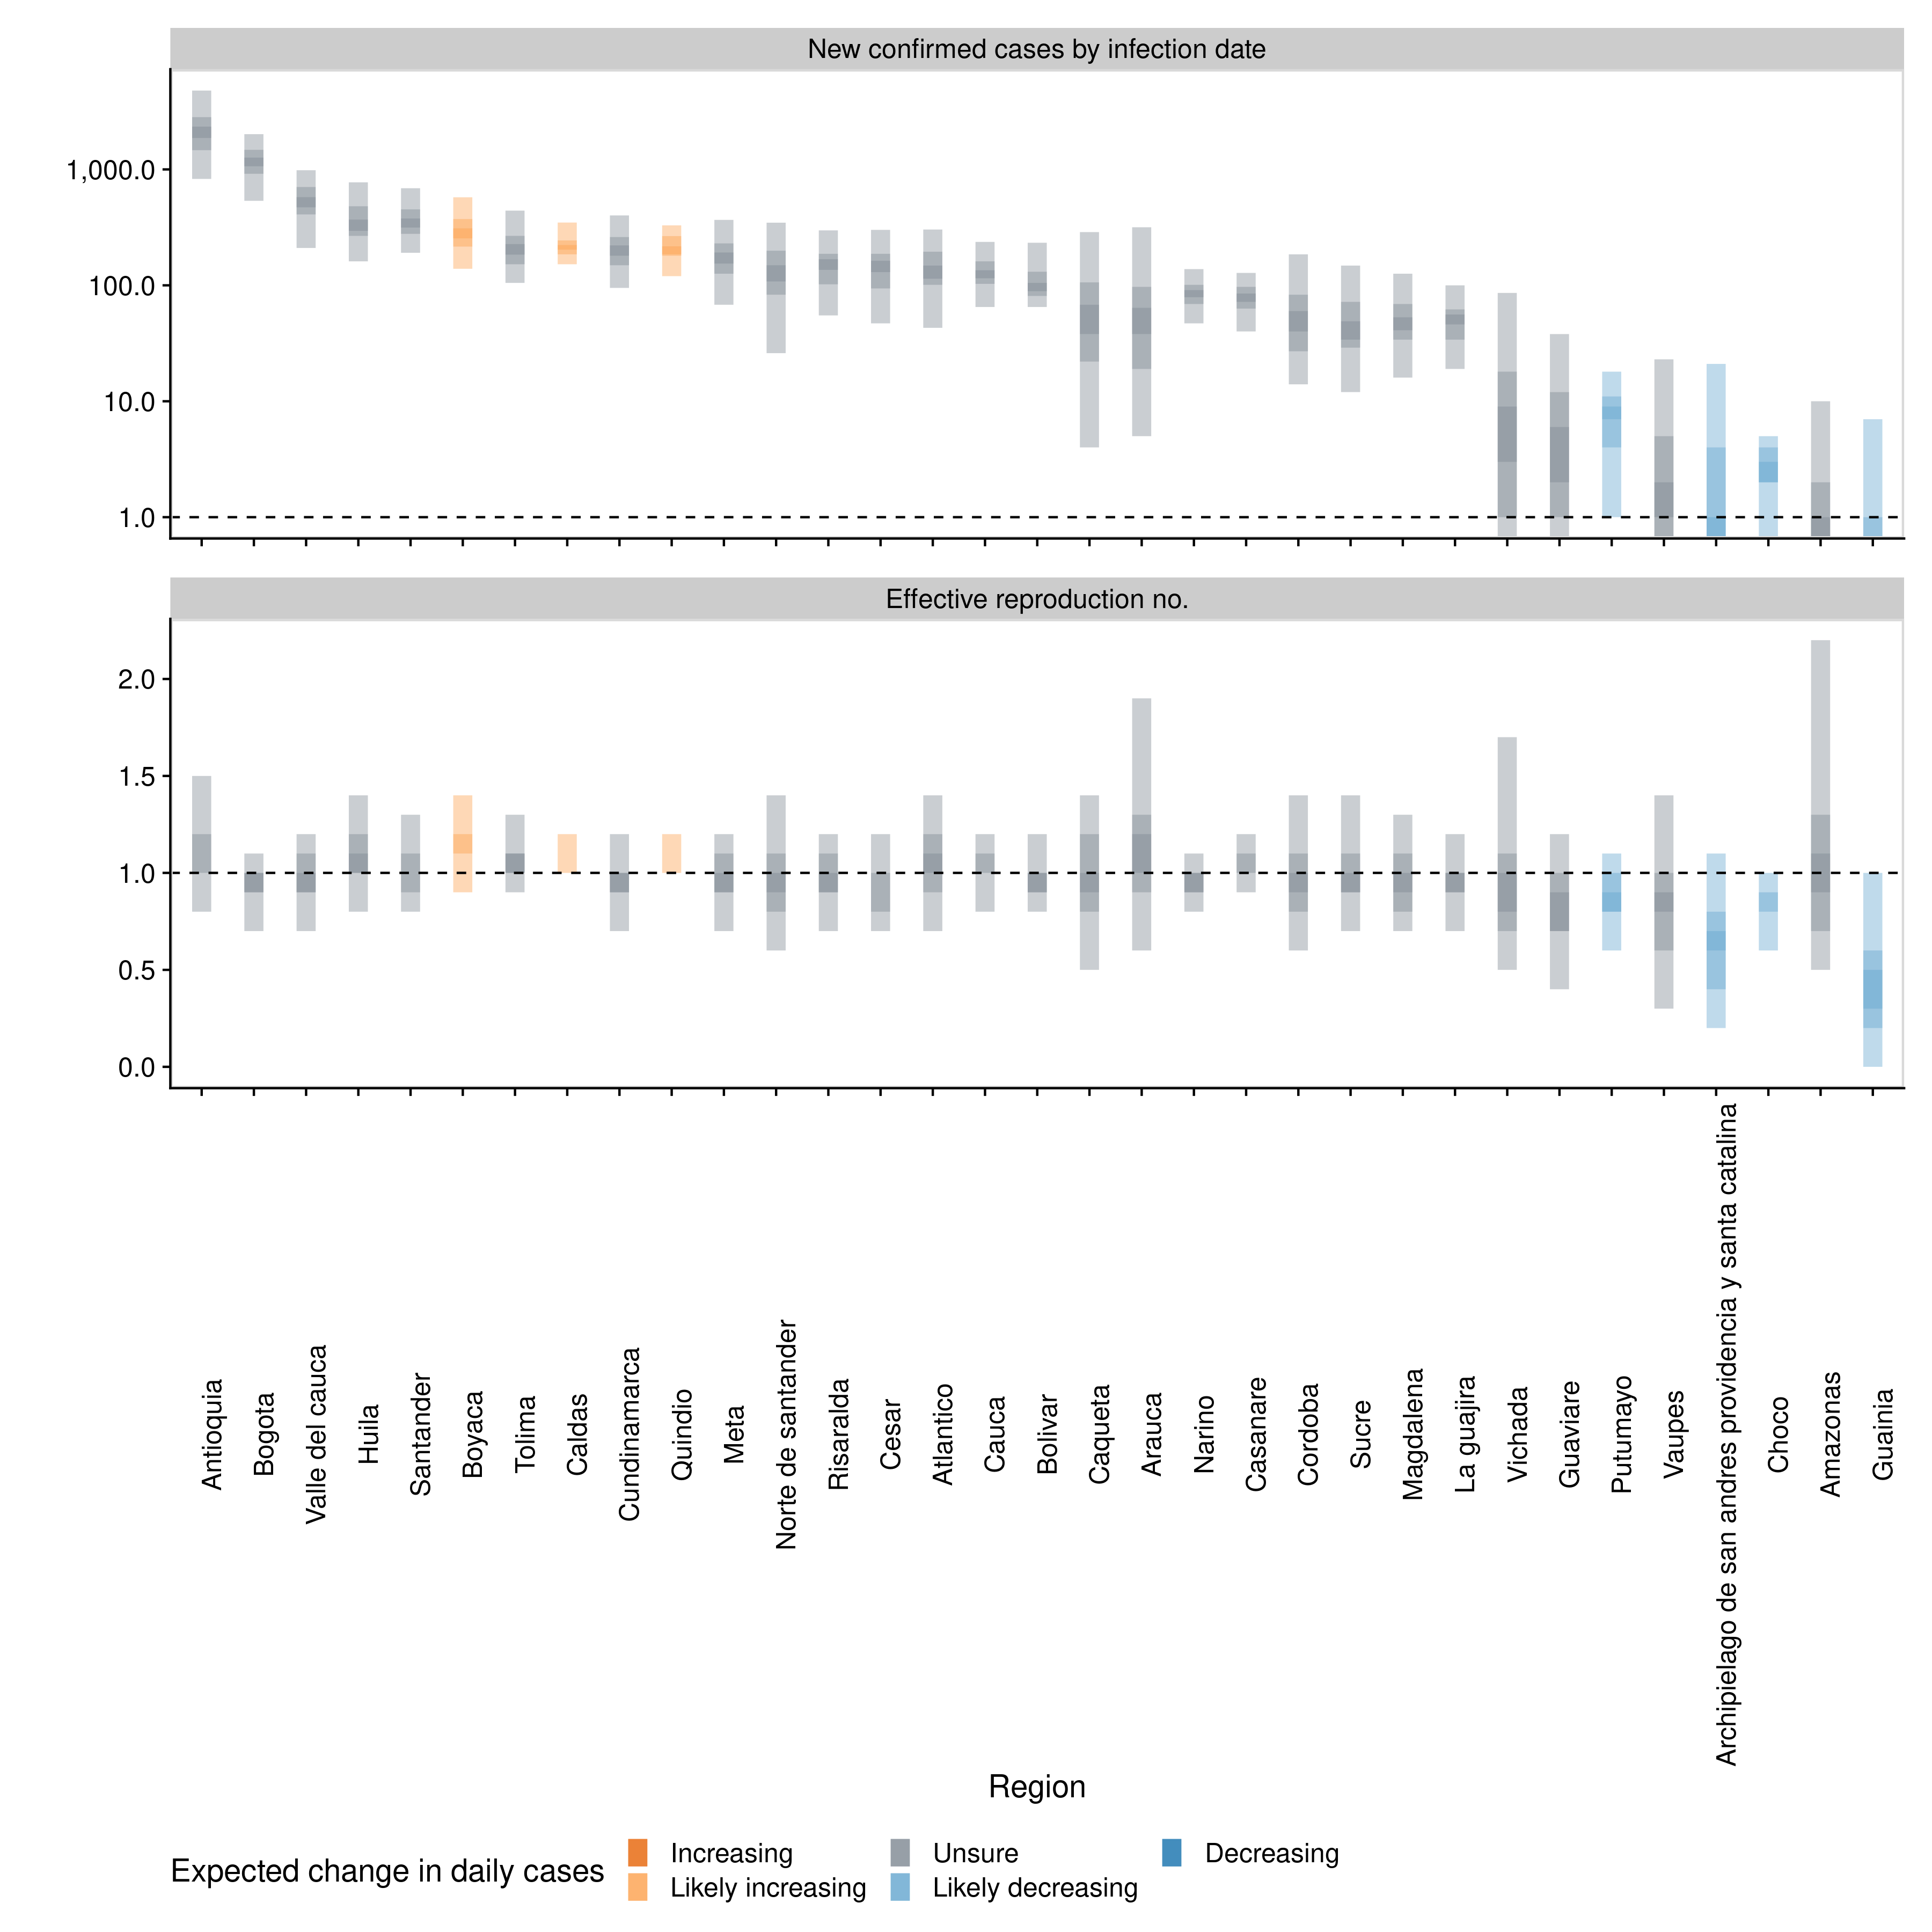 New confirmed cases by infection date
1,000.0
100.0
10.0
1.0
Effective reproduction no.
2.0
1.5
1.0
0.5
0.0
Antioquia
Bogota
Valle del cauca
Huila
Santander
Boyaca
Tolima
Caldas
Cundinamarca
Quindio
Meta
Norte de santander
Risaralda
Cesar
Atlantico
Cauca
Bolivar
Caqueta
Arauca
Narino
Casanare
Cordoba
Sucre
Magdalena
La guajira
Vichada
Guaviare
Putumayo
Vaupes
Archipielago de san andres providencia y santa catalina
Choco
Amazonas
Guainia
Region
Expected change in daily cases
Increasing
Unsure
Decreasing
Likely increasing
Likely decreasing